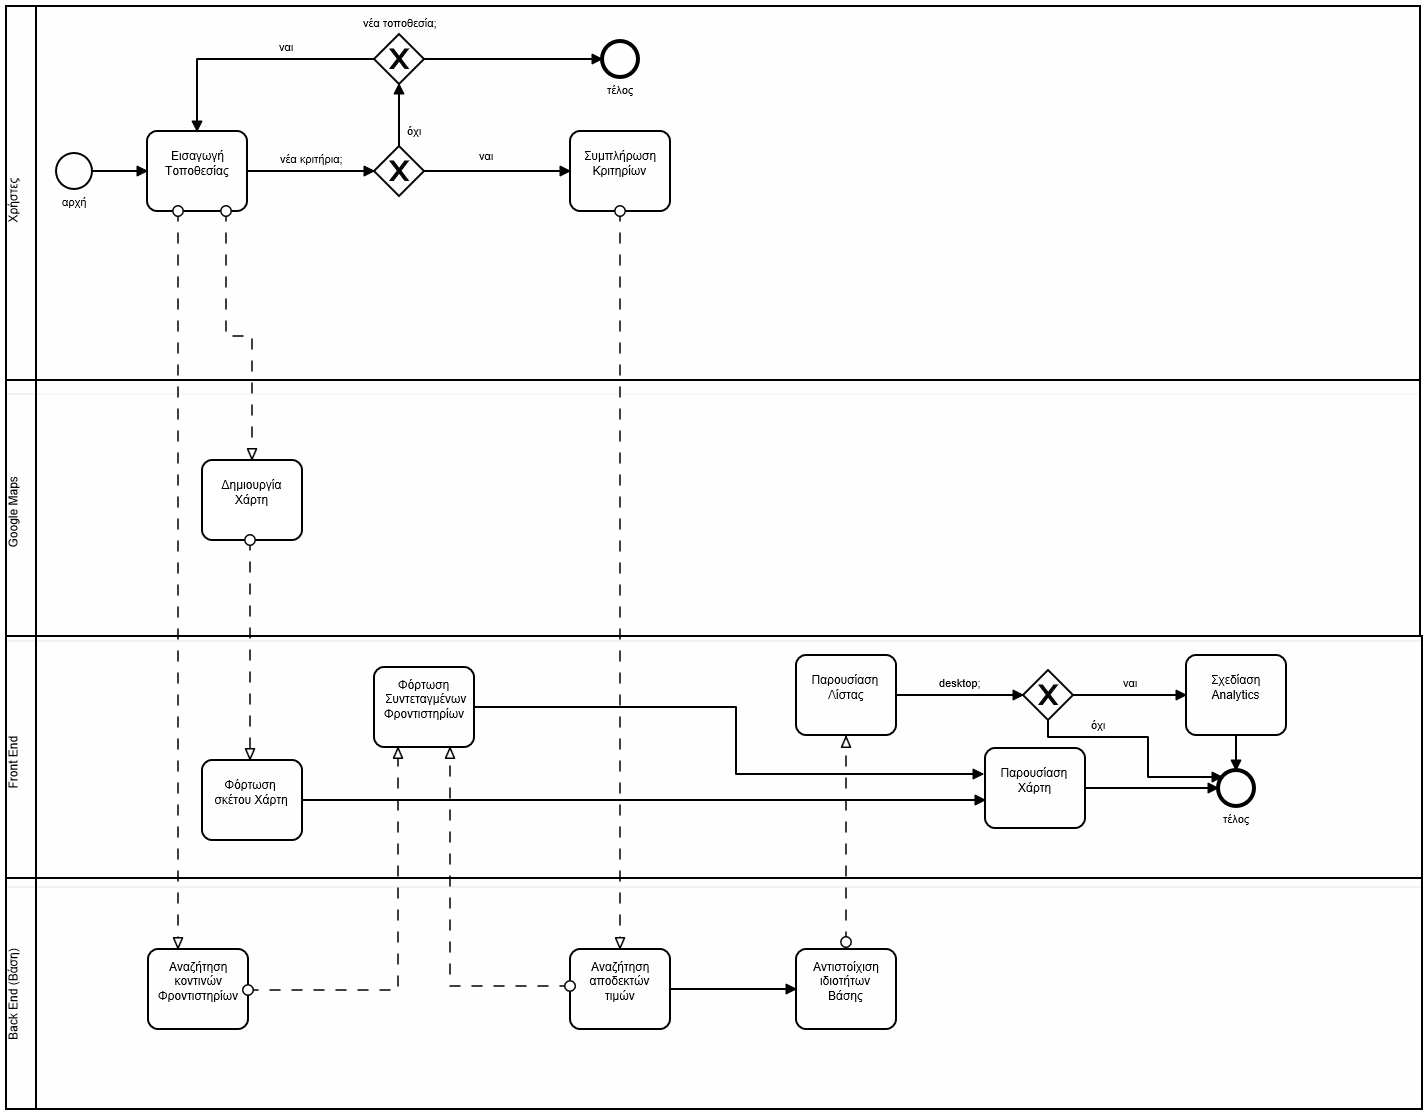 Χρήστες
νέα τοποθεσία;
ναι
τέλος
όχι
αρχή
Εισαγωγή
Τοποθεσίας
νέα κριτήρια;
ναι
Συμπλήρωση
Κριτηρίων
Google Maps
Δημιουργία
Χάρτη
Front End
Φόρτωση
Συντεταγμένων
Φροντιστηρίων
Παρουσίαση
Λίστας
desktop;
ναι
Σχεδίαση
Analytics
όχι
Φόρτωση
σκέτου Χάρτη
Παρουσίαση
Χάρτη
τέλος
Back End (Βάση)
Αναζήτηση
κοντινών
Φροντιστηρίων
Αναζήτηση
αποδεκτών
τιμών
Αντιστοίχιση
ιδιοτήτων
Βάσης